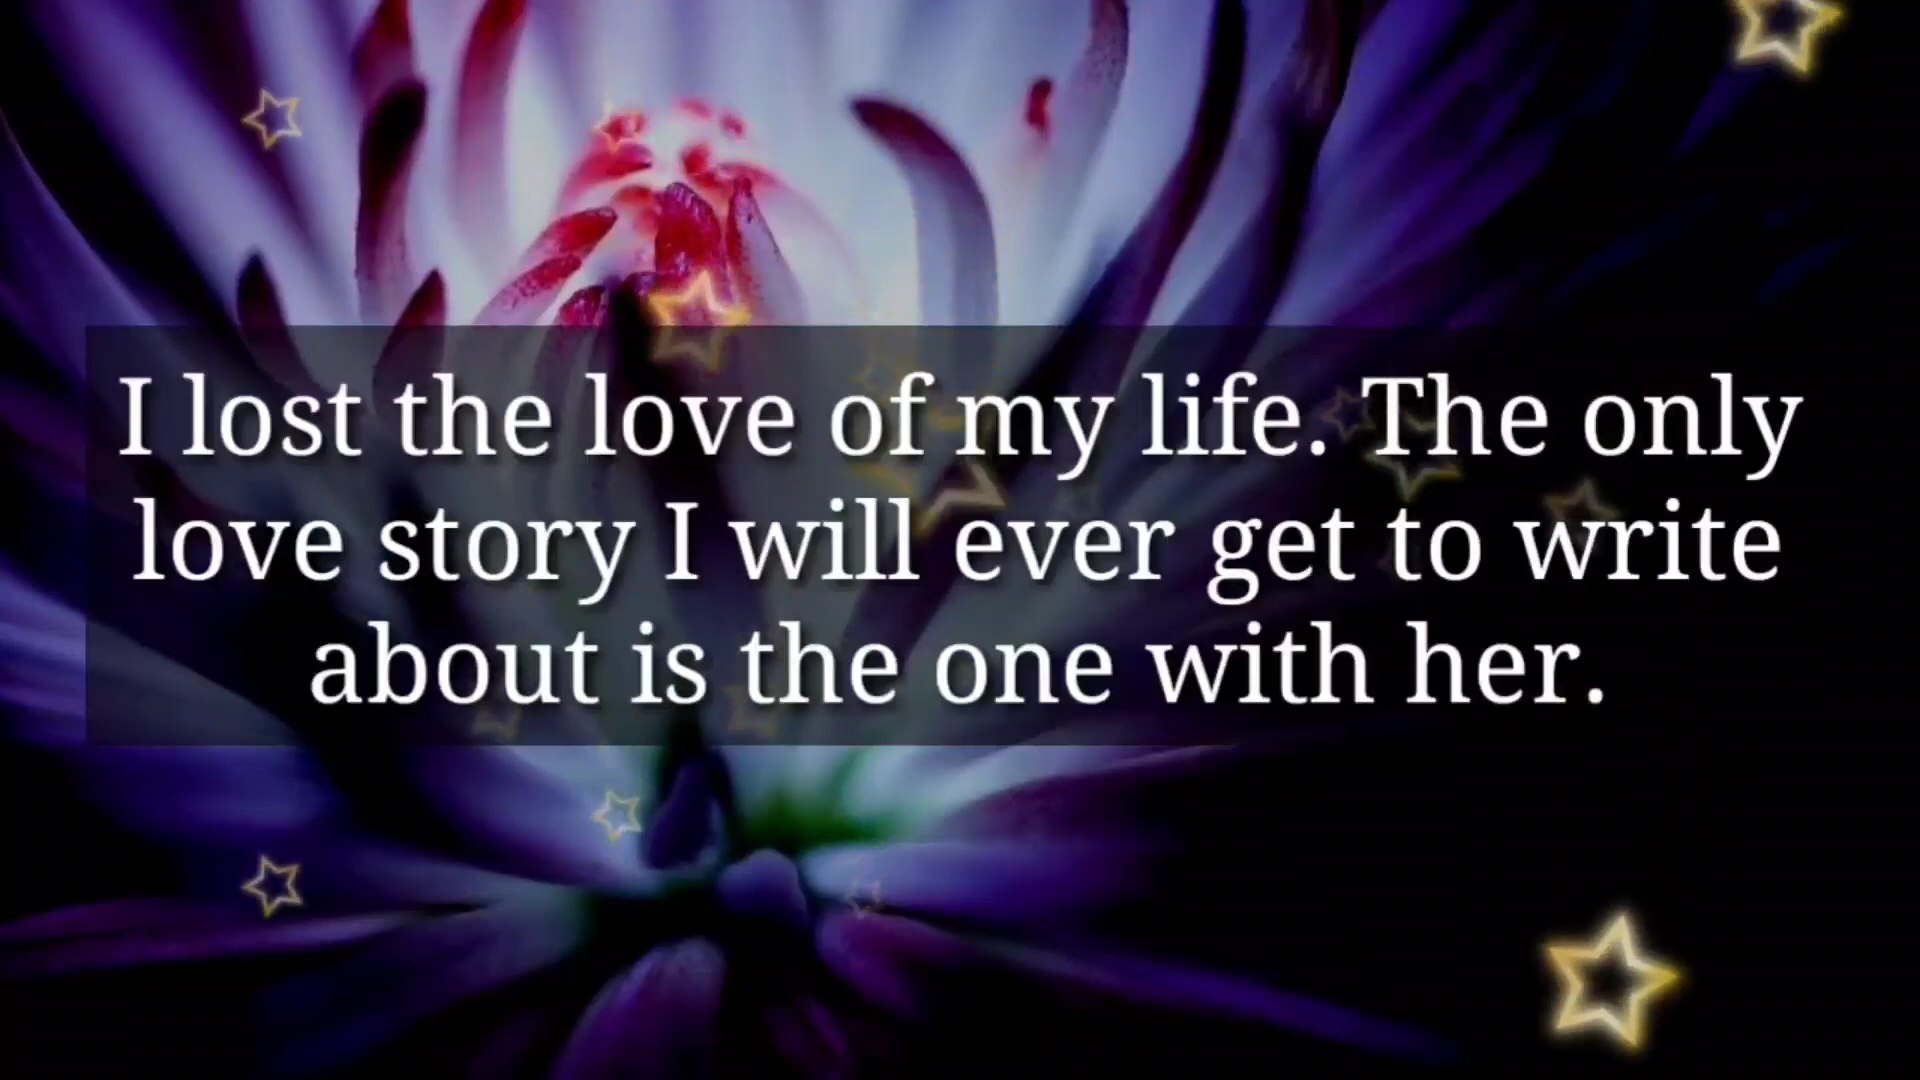 I lost the love of my life. The only
love story I will ever get to write
about is the one with her.